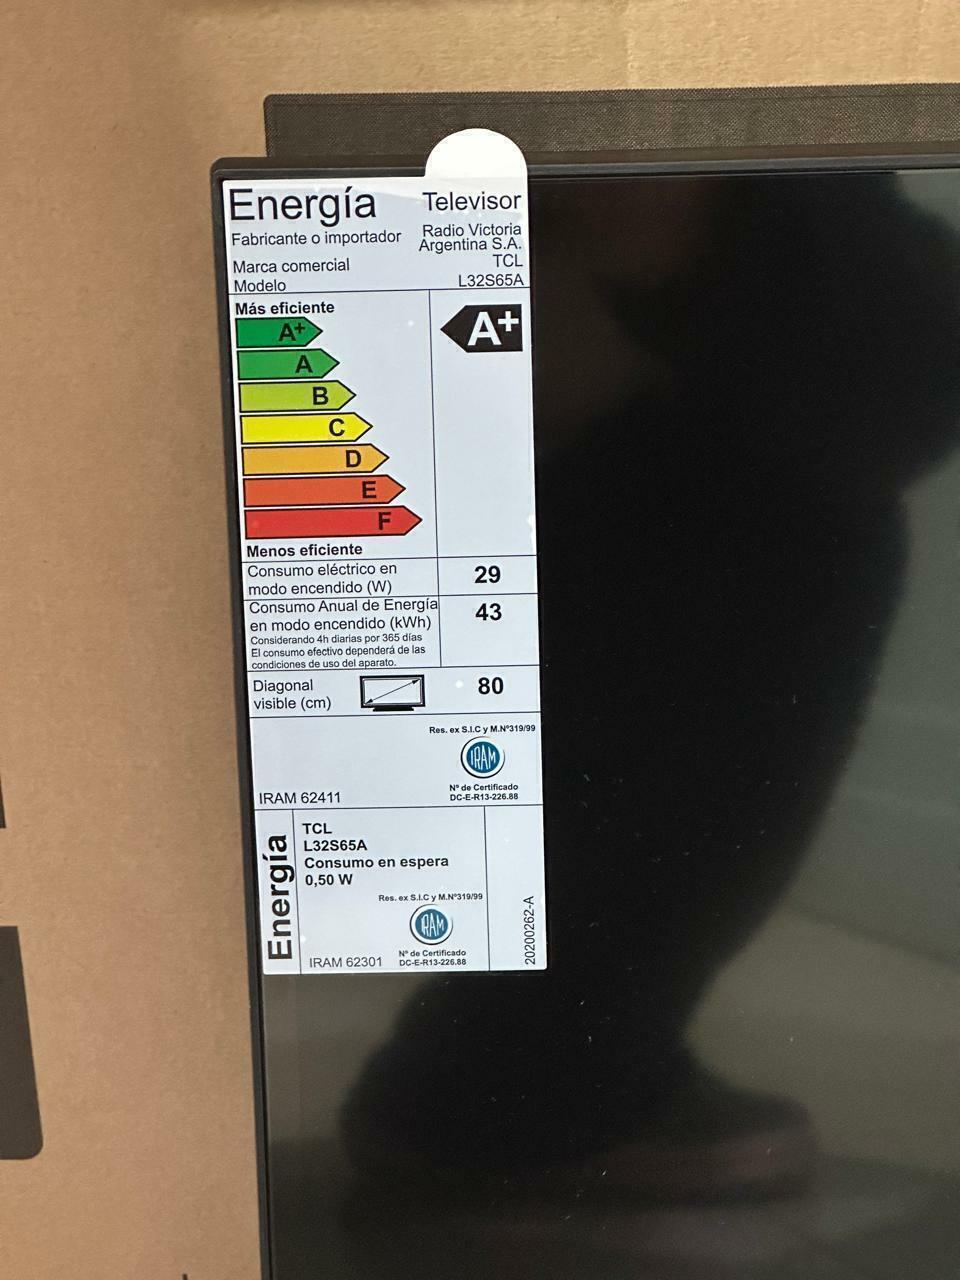 Energía
Televisor
Fabricante o importador
Radio Victoria
Argentina S.A.
Marca comercial
TCL
Modelo
L32S65A
Más eficiente
A+
A+
A
B
C
D
E
F
Menos eficiente
Consumo eléctrico en
modo encendido (W)
29
Consumo Anual de Energía
en modo encendido (kWh)
43
Considerando 4h diarias por 365 días
El consumo efectivo dependerá de las
condiciones de uso del aparato.
Diagonal
visible (cm)
80
Res. ex S.I.C y M.Nº319/99
IRAM
Nº de Certificado
DC-E-R13-226.88
IRAM 62411
Energía
TCL
L32S65A
Consumo en espera
0,50 W
Res. ex S.I.C y M.Nº319/99
IRAM
Nº de Certificado
DC-E-R13-226.88
IRAM 62301
20200262-A